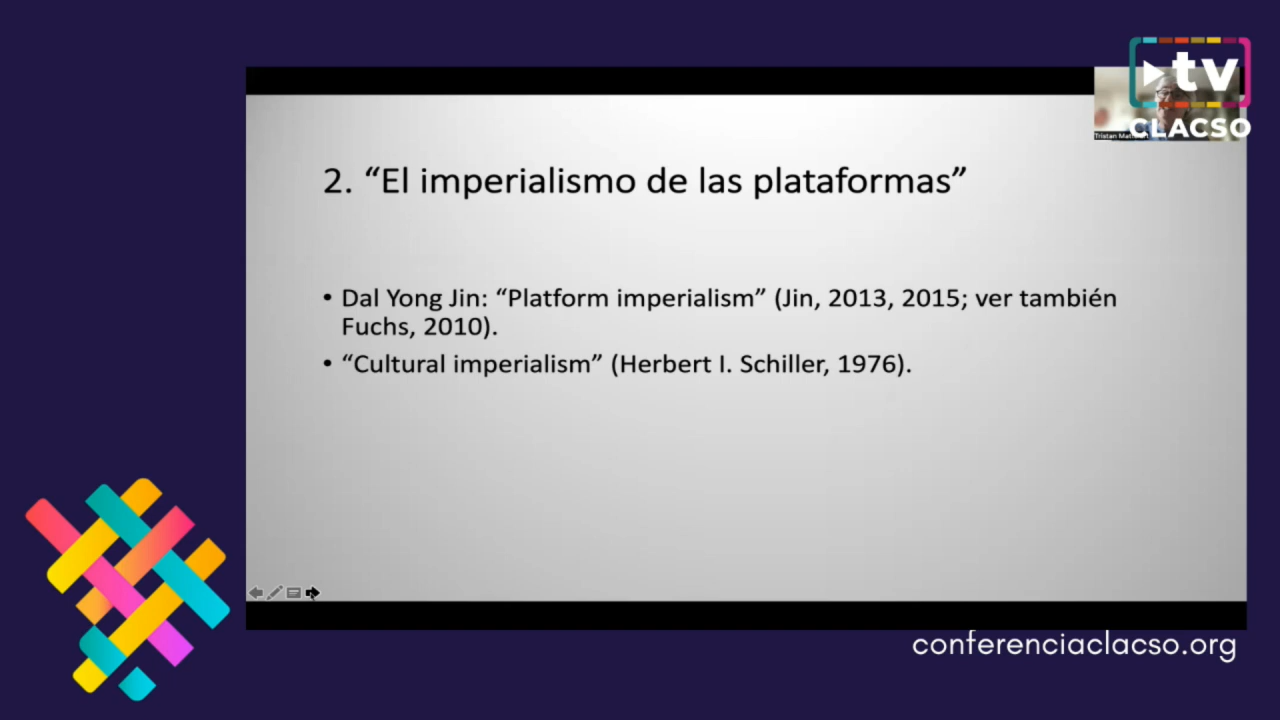 tv
CLACSO
Tristan
2. “El imperialismo de las plataformas”
• Dal Yong Jin: “Platform imperialism” (Jin, 2013, 2015; ver también
Fuchs, 2010).
• “Cultural imperialism” (Herbert I. Schiller, 1976).
conferenciaclacso.org